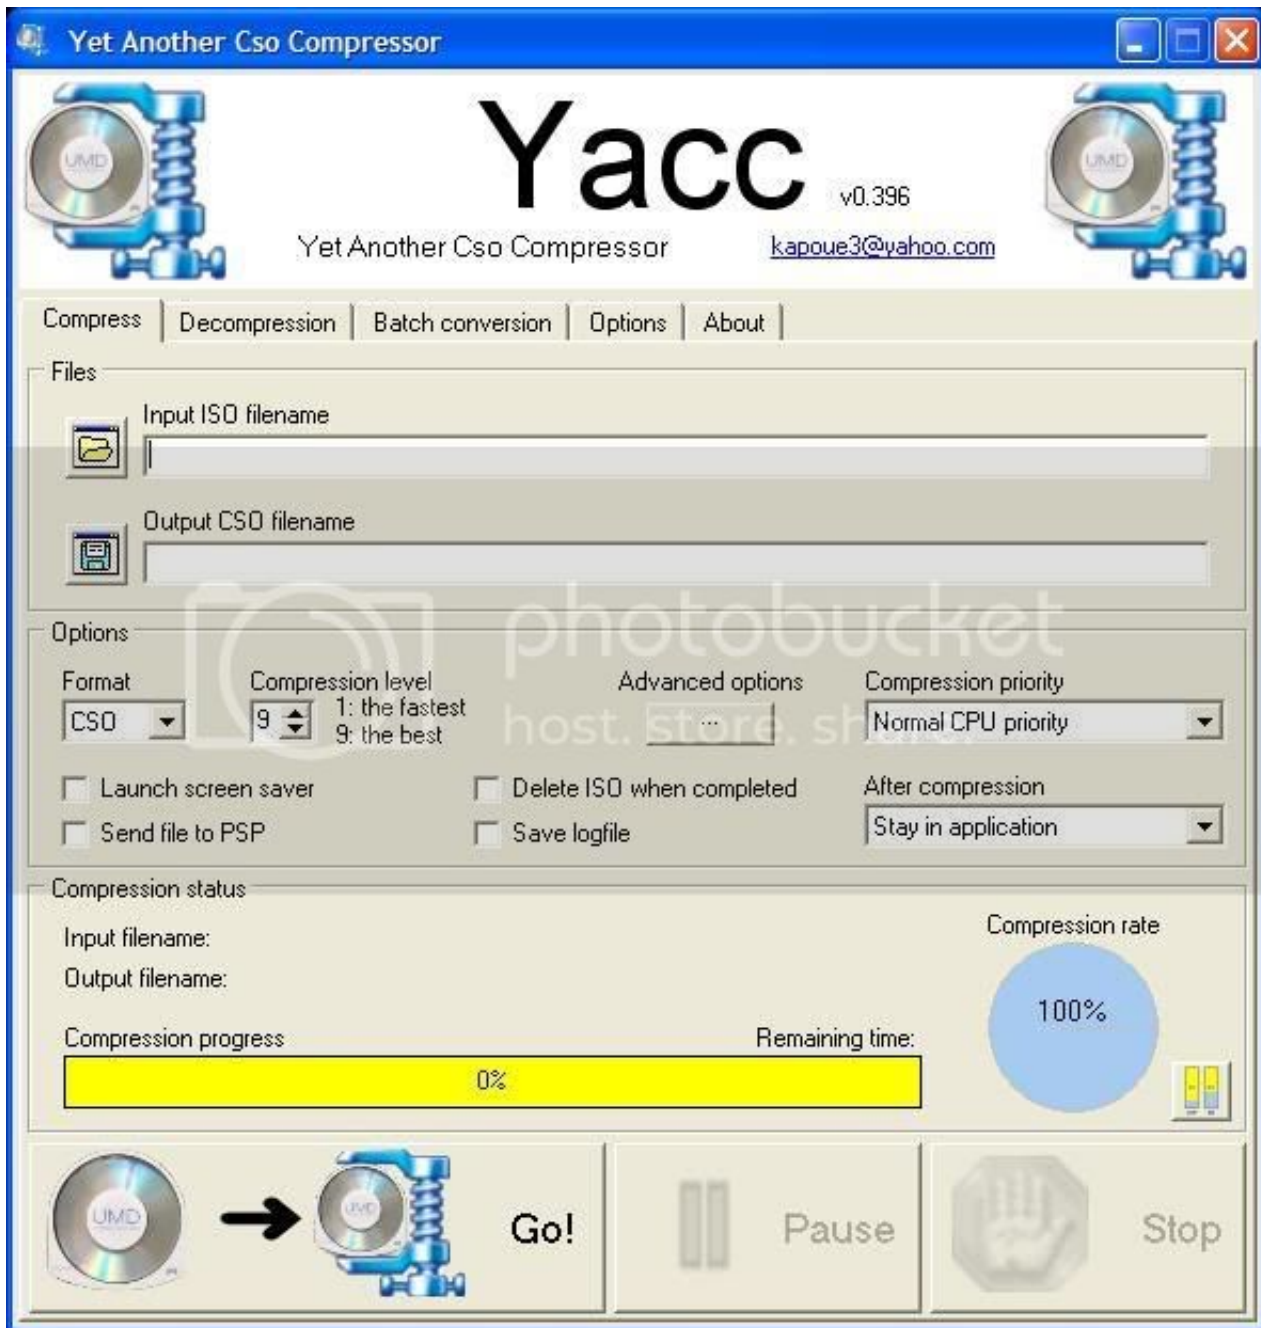 Yet Another Cso Compressor
UMD
Yacc
v0.396
UMD
Yet Another Cso Compressor
kapoue3@yahoo.com
Compress
Decompression
Batch conversion
Options
About
Files
Input ISO filename
Output CSO filename
photobucket
host. store. share.
Options
Format
Compression level
Advanced options
Compression priority
CSO
9
1: the fastest
9: the best
...
Normal CPU priority
Launch screen saver
Delete ISO when completed
After compression
Send file to PSP
Save logfile
Stay in application
Compression status
Input filename:
Compression rate
Output filename:
100%
Compression progress
Remaining time:
0%
UMD
UMD
Go!
Pause
Stop